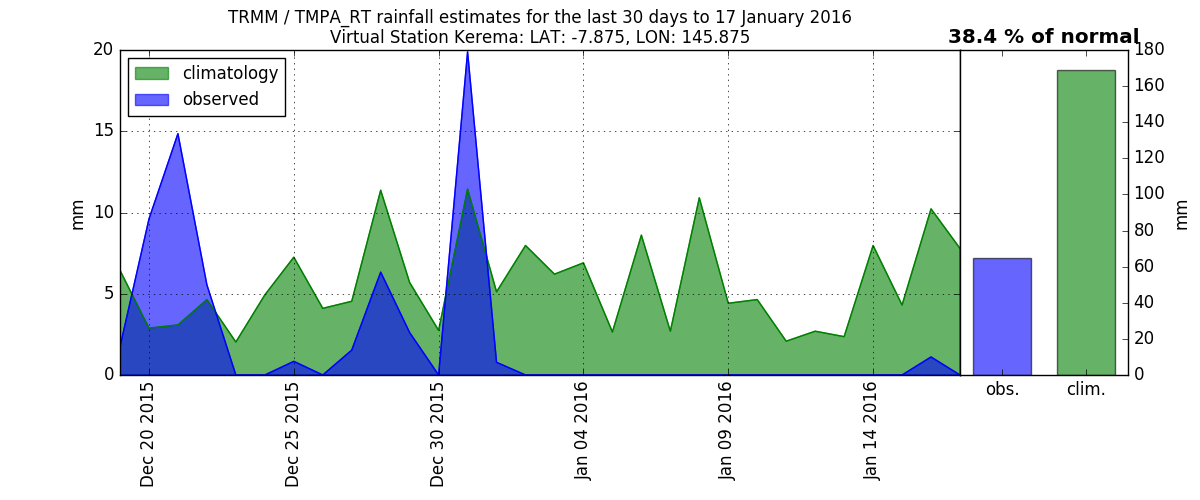 TRMM / TMPA_RT rainfall estimates for the last 30 days to 17 January 2016
Virtual Station Kerema: LAT: -7.875, LON: 145.875
38.4 % of normal
climatology
observed
mm
20
15
10
5
0
Dec 20 2015
Dec 25 2015
Dec 30 2015
Jan 04 2016
Jan 09 2016
Jan 14 2016
obs.
clim.
180
160
140
120
100
80
60
40
20
0
mm